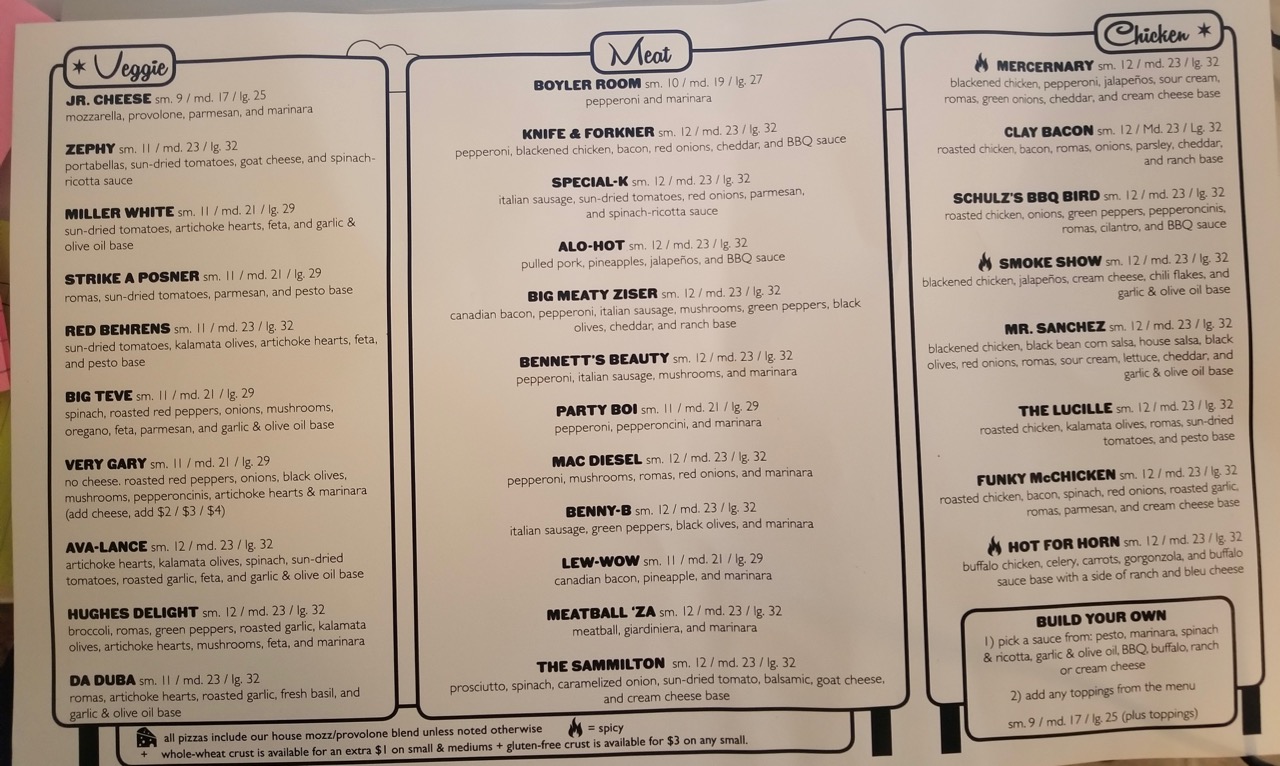 Veggie
JR. CHEESE sm. 9 / md. 17 / lg. 25
mozzarella, provolone, parmesan, and marinara
ZEPHY sm. 11 / md. 23 / lg. 32
portabellas, sun-dried tomatoes, goat cheese, and spinach-
ricotta sauce
MILLER WHITE sm. 11 / md. 21 / lg. 29
sun-dried tomatoes, artichoke hearts, feta, and garlic &
olive oil base
STRIKE A POSNER sm. 11 / md. 21 / lg. 29
romas, sun-dried tomatoes, parmesan, and pesto base
RED BEHRENS sm. 11 / md. 23 / lg. 32
sun-dried tomatoes, kalamata olives, artichoke hearts, feta,
and pesto base
BIG TEVE sm. 11 / md. 21 / lg. 29
spinach, roasted red peppers, onions, mushrooms,
oregano, feta, parmesan, and garlic & olive oil base
VERY GARY sm. 11 / md. 21 / lg. 29
no cheese. roasted red peppers, onions, black olives,
mushrooms, pepperoncinis, artichoke hearts & marinara
(add cheese, add $2 / $3 / $4)
AVA-LANCE sm. 12 / md. 23 / lg. 32
artichoke hearts, kalamata olives, spinach, sun-dried
tomatoes, roasted garlic, feta, and garlic & olive oil base
HUGHES DELIGHT sm. 12 / md. 23 / lg. 32
broccoli, romas, green peppers, roasted garlic, kalamata
olives, artichoke hearts, mushrooms, feta, and marinara
DA DUBA sm. 11 / md. 23 / lg. 32
romas, artichoke hearts, roasted garlic, fresh basil, and
garlic & olive oil base
Meat
BOYLER ROOM sm. 10 / md. 19 / lg. 27
pepperoni and marinara
KNIFE & FORKNER sm. 12 / md. 23 / lg. 32
pepperoni, blackened chicken, bacon, red onions, cheddar, and BBQ sauce
SPECIAL-K sm. 12 / md. 23 / lg. 32
italian sausage, sun-dried tomatoes, red onions, parmesan,
and spinach-ricotta sauce
ALO-HOT sm. 12 / md. 23 / lg. 32
pulled pork, pineapples, jalapeños, and BBQ sauce
BIG MEATY ZISER sm. 12 / md. 23 / lg. 32
canadian bacon, pepperoni, italian sausage, mushrooms, green peppers, black
olives, cheddar, and ranch base
BENNETT'S BEAUTY sm. 12 / md. 23 / lg. 32
pepperoni, italian sausage, mushrooms, and marinara
PARTY BOI sm. 11 / md. 21 / lg. 29
pepperoni, pepperoncini, and marinara
MAC DIESEL sm. 12 / md. 23 / lg. 32
pepperoni, mushrooms, romas, red onions, and marinara
BENNY-B sm. 12 / md. 23 / lg. 32
italian sausage, green peppers, black olives, and marinara
LEW-WOW sm. 11 / md. 21 / lg. 29
canadian bacon, pineapple, and marinara
MEATBALL 'ZA sm. 12 / md. 23 / lg. 32
meatball, giardiniera, and marinara
THE SAMMILTON sm. 12 / md. 23 / lg. 32
prosciutto, spinach, caramelized onion, sun-dried tomato, balsamic, goat cheese,
and cream cheese base
Chicken
MERCERNARY sm. 12 / md. 23 / lg. 32
blackened chicken, pepperoni, jalapeños, sour cream,
romas, green onions, cheddar, and cream cheese base
CLAY BACON sm. 12 / Md. 23 / Lg. 32
roasted chicken, bacon, romas, onions, parsley, cheddar,
and ranch base
SCHULZ'S BBQ BIRD sm. 12 / md. 23 / lg. 32
roasted chicken, onions, green peppers, pepperoncinis,
romas, cilantro, and BBQ sauce
SMOKE SHOW sm. 12 / md. 23 / lg. 32
blackened chicken, jalapeños, cream cheese, chili flakes, and
garlic & olive oil base
MR. SANCHEZ sm. 12 / md. 23 / lg. 32
blackened chicken, black bean corn salsa, house salsa, black
olives, red onions, romas, sour cream, lettuce, cheddar, and
garlic & olive oil base
THE LUCILLE sm. 12 / md. 23 / lg. 32
roasted chicken, kalamata olives, romas, sun-dried
tomatoes, and pesto base
FUNKY McCHICKEN sm. 12 / md. 23 / lg. 32
roasted chicken, bacon, spinach, red onions, roasted garlic,
romas, parmesan, and cream cheese base
HOT FOR HORN sm. 12 / md. 23 / lg. 32
buffalo chicken, celery, carrots, gorgonzola, and buffalo
sauce base with a side of ranch and bleu cheese
BUILD YOUR OWN
1) pick a sauce from: pesto, marinara, spinach
& ricotta, garlic & olive oil, BBQ, buffalo, ranch
or cream cheese
2) add any toppings from the menu
sm. 9 / md. 17 / lg. 25 (plus toppings)
all pizzas include our house mozz/provolone blend unless noted otherwise = spicy
+ whole-wheat crust is available for an extra $1 on small & mediums + gluten-free crust is available for $3 on any small.